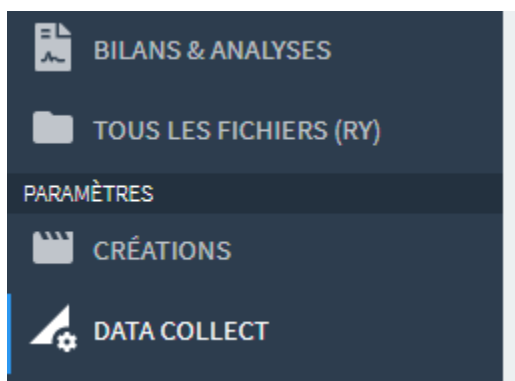 BILANS & ANALYSES
TOUS LES FICHIERS (RY)
PARAMÈTRES
CRÉATIONS
DATA COLLECT